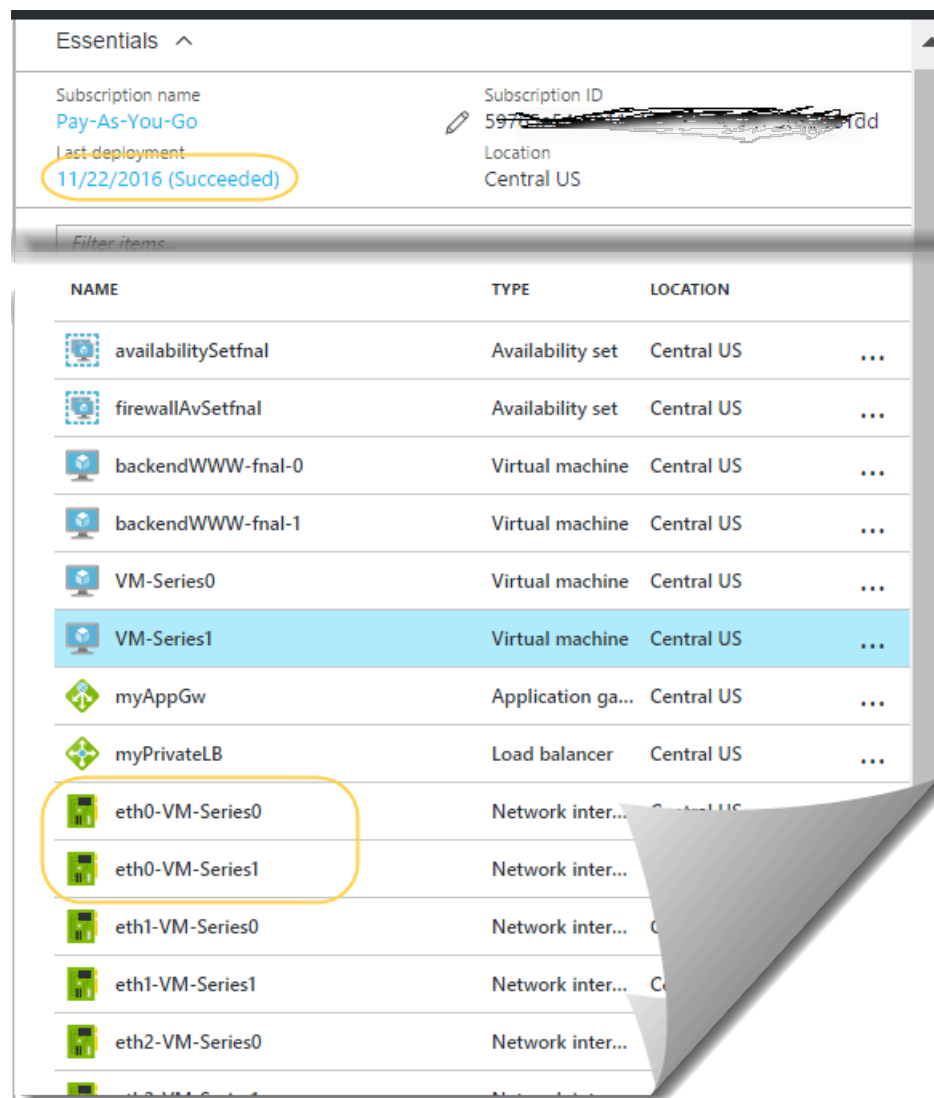 Essentials
Subscription name
Subscription ID
Pay-As-You-Go
Last deployment
Location
11/22/2016 (Succeeded)
Central US
Filter items...
NAME TYPE LOCATION
availabilitySetfnal Availability set Central US ...
firewallAvSetfnal Availability set Central US ...
backendWWW-fnal-0 Virtual machine Central US ...
backendWWW-fnal-1 Virtual machine Central US ...
VM-Series0 Virtual machine Central US ...
VM-Series1 Virtual machine Central US ...
myAppGw Application ga... Central US ...
myPrivateLB Load balancer Central US ...
eth0-VM-Series0 Network inter... Central US
eth0-VM-Series1 Network inter...
eth1-VM-Series0 Network inter...
eth1-VM-Series1 Network inter...
eth2-VM-Series0 Network inter...